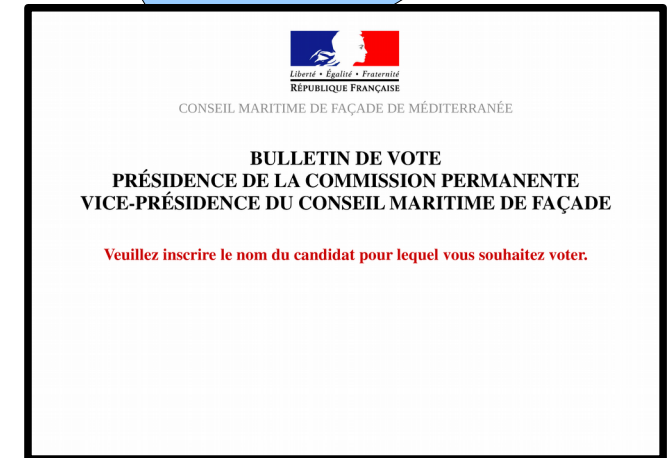 Liberté • Égalité • Fraternité
RÉPUBLIQUE FRANÇAISE
CONSEIL MARITIME DE FAÇADE DE MÉDITERRANÉE
BULLETIN DE VOTE
PRÉSIDENCE DE LA COMMISSION PERMANENTE
VICE-PRÉSIDENCE DU CONSEIL MARITIME DE FAÇADE
Veuillez inscrire le nom du candidat pour lequel vous souhaitez voter.